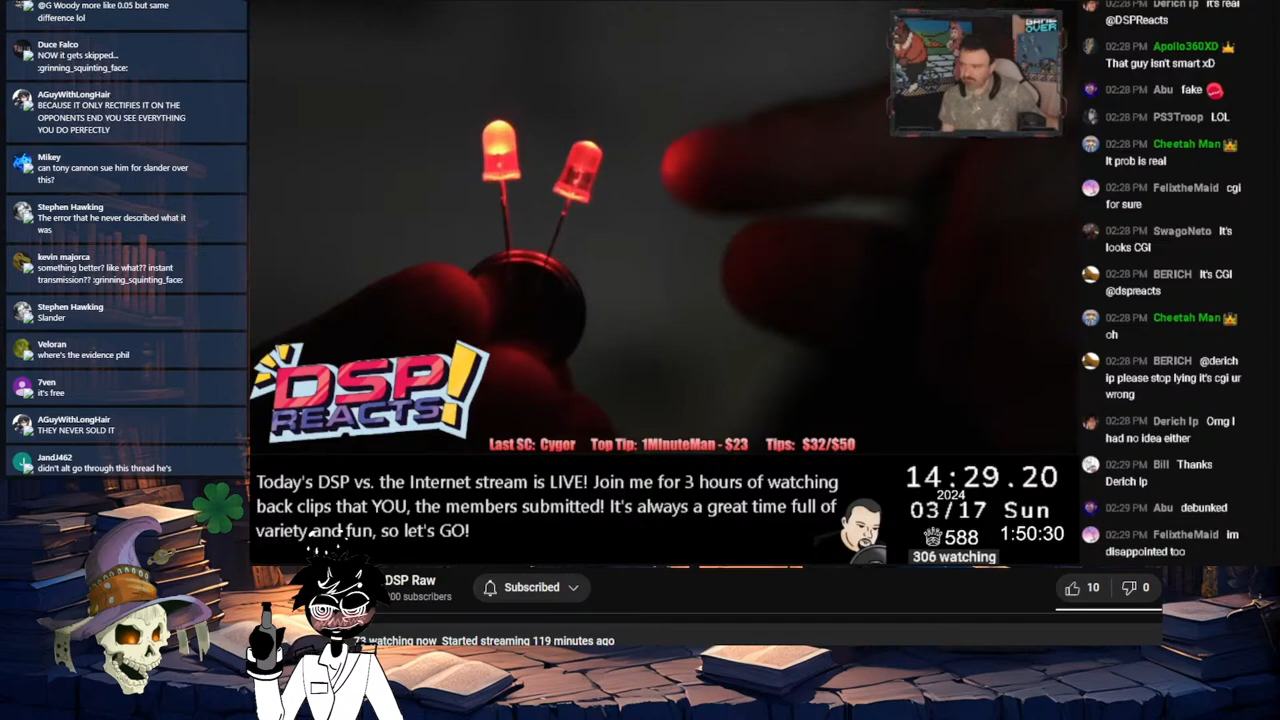 @G Woody more like 0.05 but same
difference lol
Duce Falco
NOW it gets skipped...
:grinning_squinting_face:
AGuyWithLongHair
BECAUSE IT ONLY RECTIFIES IT ON THE
OPPONENTS END YOU SEE EVERYTHING
YOU DO PERFECTLY
Mikey
can tony cannon sue him for slander over
this?
Stephen Hawking
The error that he never described what it
was
kevin majorca
something better? like what?? instant
transmission?? :grinning_squinting_face:
Stephen Hawking
Slander
Veloran
where's the evidence phil
7ven
it's free
AGuyWithLongHair
THEY NEVER SOLD IT
JandJ462
didn't alt go through this thread he's
GAME
OVER
DSP!
REACTS
Last SC: Cygor Top Tip: 1MinuteMan - $23 Tips: $32/$50
Today's DSP vs. the Internet stream is LIVE! Join me for 3 hours of watching
back clips that YOU, the members submitted! It's always a great time full of
variety and fun, so let's GO!
14:29.20
2024
03/17 Sun
588 1:50:30
306 watching
DSP Raw
00 subscribers
Subscribed
10
0
73 watching now Started streaming 119 minutes ago
Derich Ip it's real
@DSPReacts
02:28 PM Apollo360XD
That guy isn't smart xD
02:28 PM Abu fake
02:28 PM PS3Troop LOL
02:28 PM Cheetah Man
It prob is real
02:28 PM FelixtheMaid cgi
for sure
02:28 PM SwagoNeto It's
looks CGI
02:28 PM BERICH It's CGI
@dspreacts
02:28 PM Cheetah Man
oh
02:28 PM BERICH @derich
ip please stop lying it's cgi ur
wrong
02:28 PM Derich Ip Omg I
had no idea either
02:29 PM Bill Thanks
Derich Ip
02:29 PM Abu debunked
02:29 PM FelixtheMaid im
disappointed too